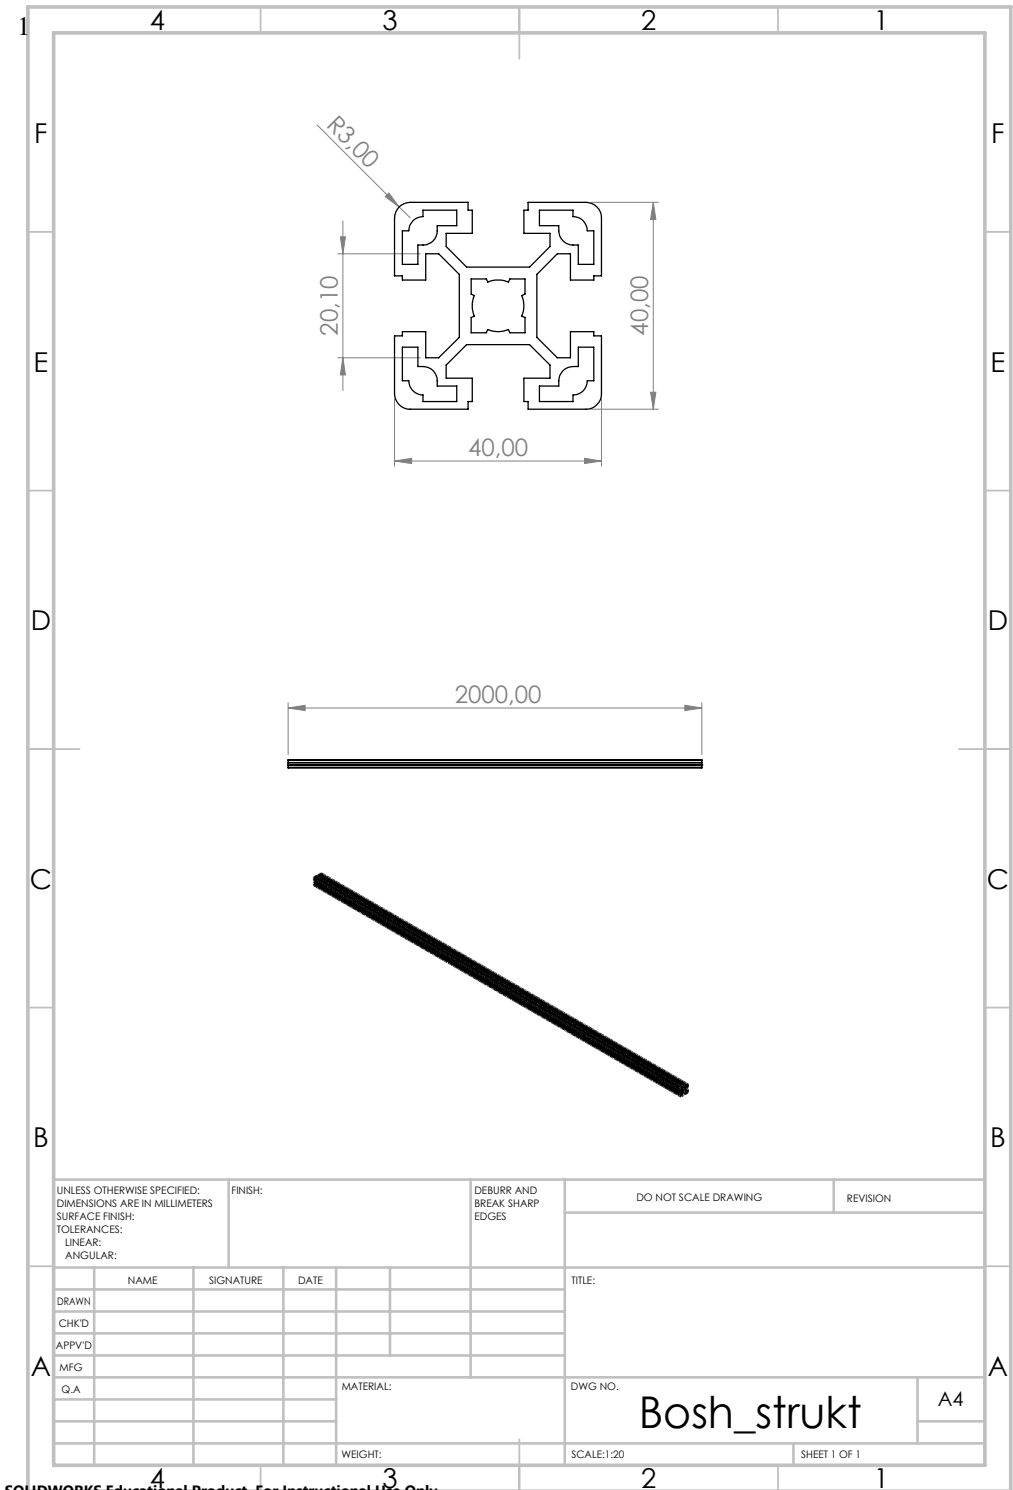 1
4 3 2 1
F F
R3,00
20,10
40,00
E E
40,00
D D
2000,00
C C
B B
UNLESS OTHERWISE SPECIFIED:
DIMENSIONS ARE IN MILLIMETERS
SURFACE FINISH:
TOLERANCES:
LINEAR:
ANGULAR:
FINISH:
DEBURR AND
BREAK SHARP
EDGES
DO NOT SCALE DRAWING
REVISION
NAME SIGNATURE DATE
TITLE:
DRAWN
CHK'D
APPV'D
MFG
A A
Q.A
MATERIAL:
DWG NO.
Bosh_strukt
A4
WEIGHT:
SCALE:1:20
SHEET 1 OF 1
4 3 2 1
SOLIDWORKS Educational Product. For Instructional Use Only.